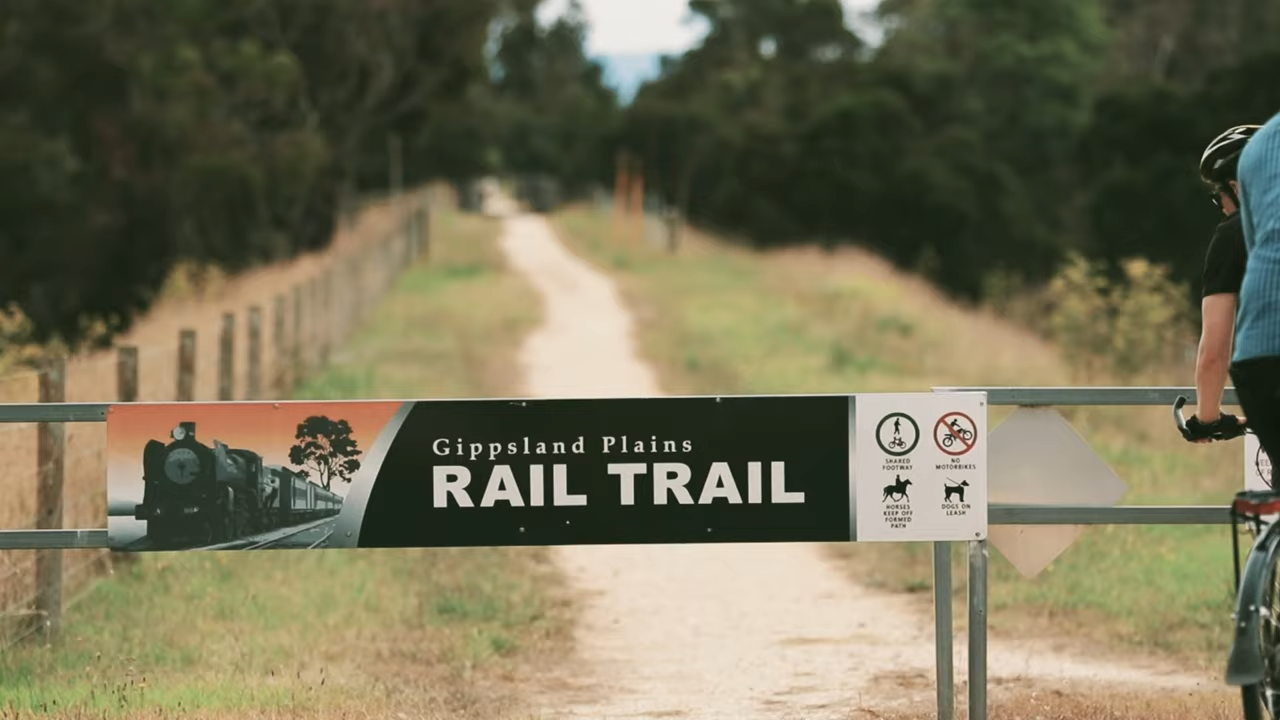 Gippsland Plains
RAIL TRAIL
SHARED
FOOTWAY
NO
MOTORBIKES
HORSES
KEEP OFF
FORMED
PATH
DOGS ON
LEASH